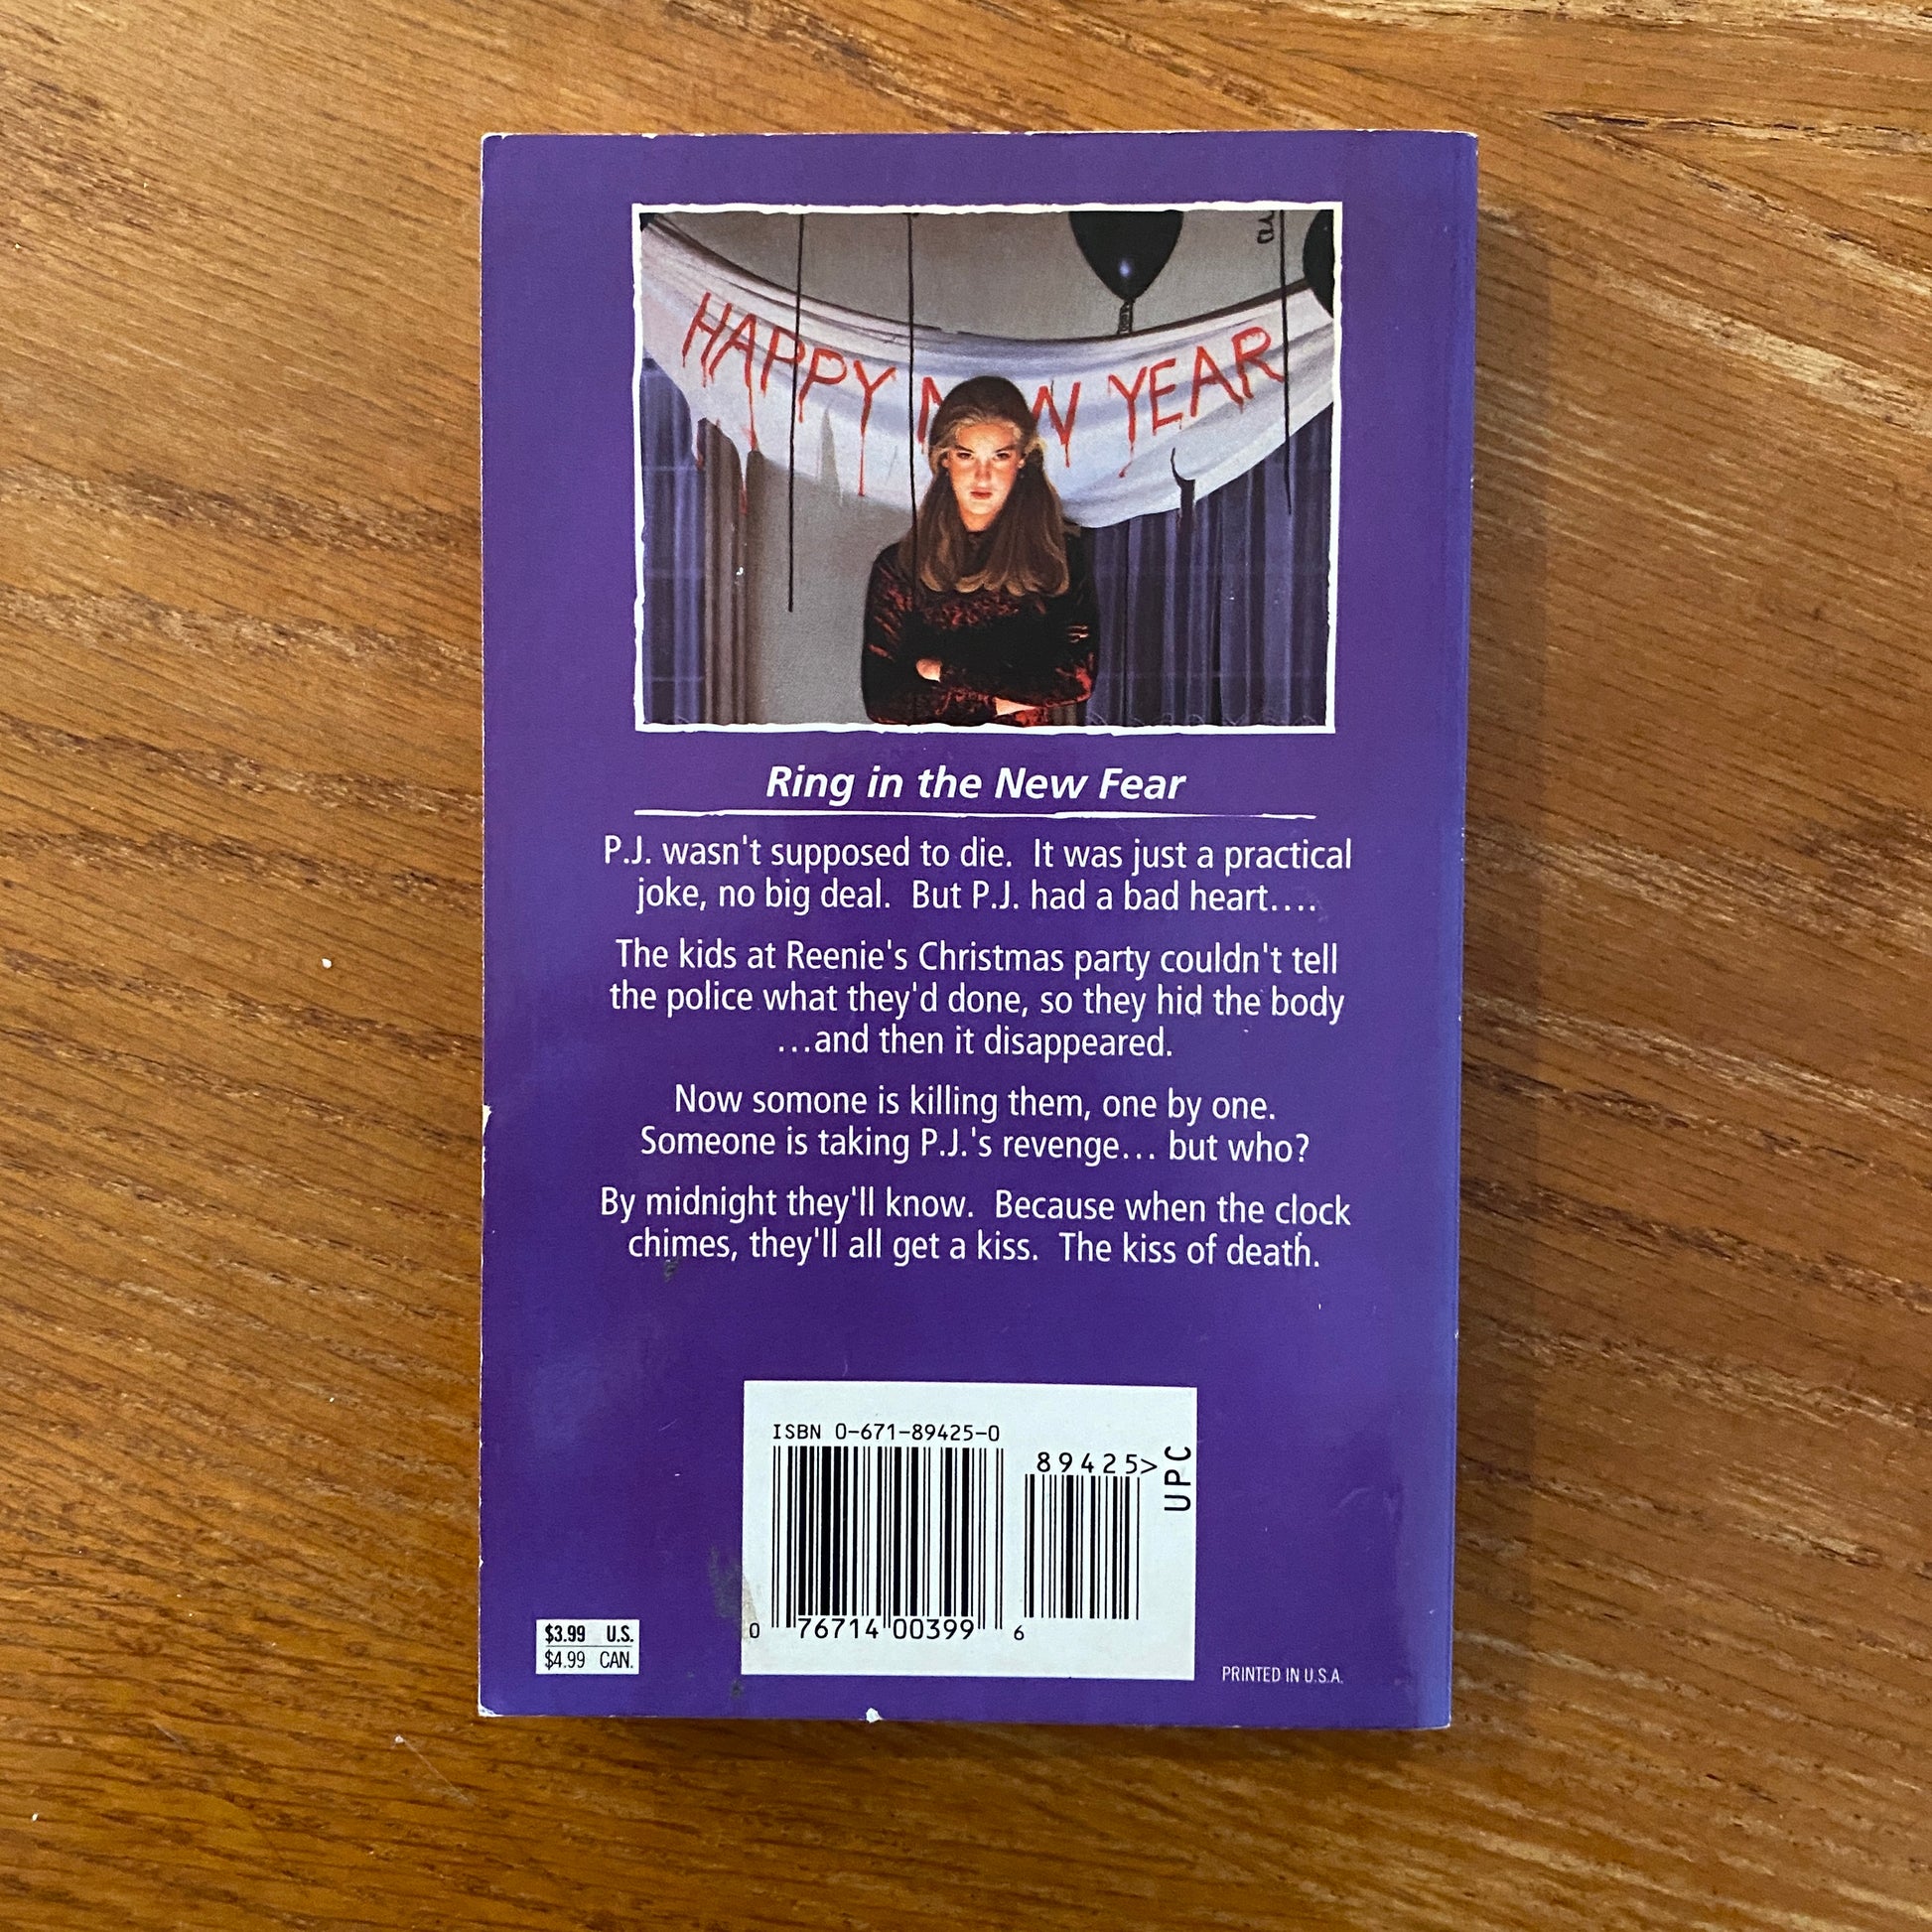 HAPPY N W YEAR
Ring in the New Fear
P.J. wasn't supposed to die. It was just a practical
joke, no big deal. But P.J. had a bad heart....
The kids at Reenie's Christmas party couldn't tell
the police what they'd done, so they hid the body
...and then it disappeared.
Now somone is killing them, one by one.
Someone is taking P.J.'s revenge... but who?
By midnight they'll know. Because when the clock
chimes, they'll all get a kiss. The kiss of death.
ISBN 0-671-89425-0
89425>
UPC
0 76714 00399 6
$3.99 U.S.
$4.99 CAN.
PRINTED IN U.S.A.